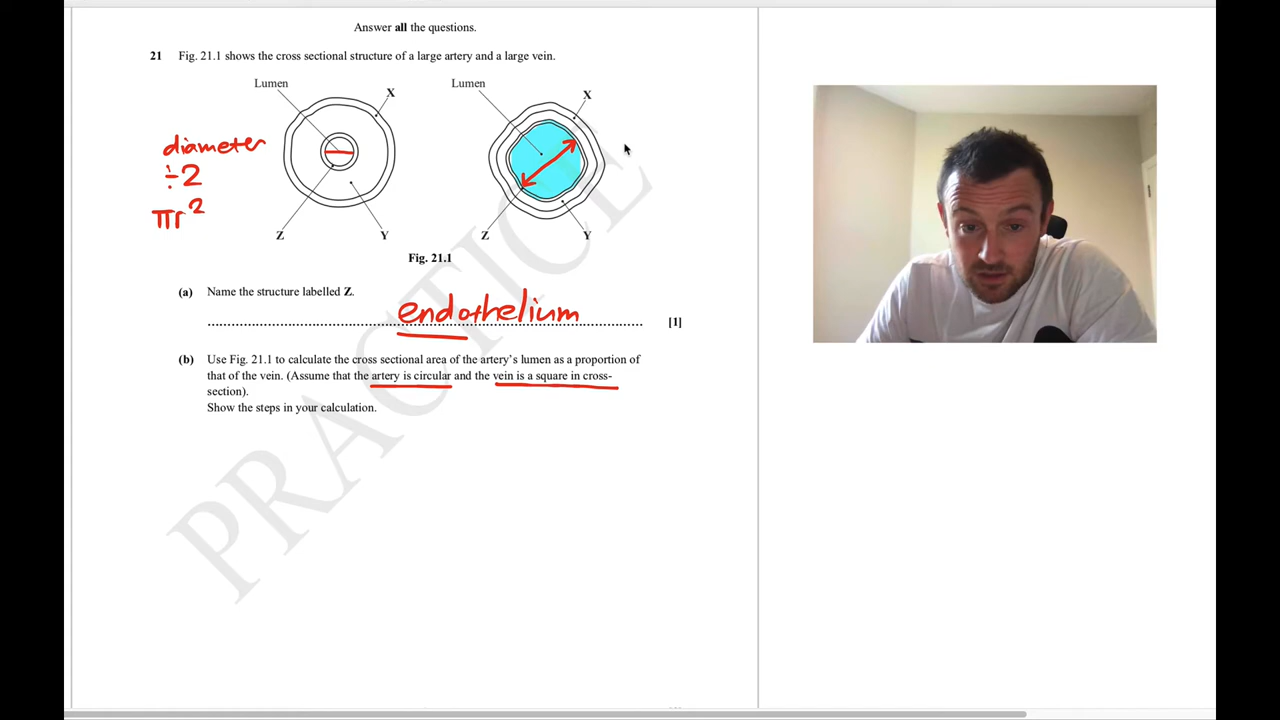 Answer all the questions.
21 Fig. 21.1 shows the cross sectional structure of a large artery and a large vein.
Lumen
X
Lumen
X
diameter
÷2
πr²
Z
Y
Z
Y
Fig. 21.1
(a) Name the structure labelled Z.
endothelium
[1]
(b) Use Fig. 21.1 to calculate the cross sectional area of the artery's lumen as a proportion of
that of the vein. (Assume that the artery is circular and the vein is a square in cross-
section).
Show the steps in your calculation.
PRACTICE